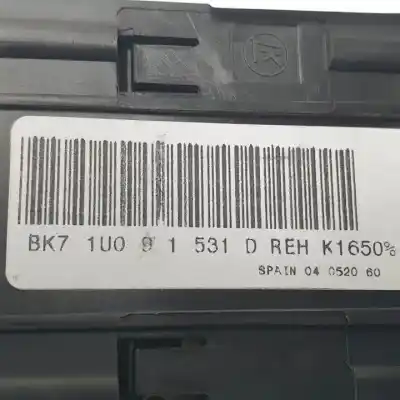 BK7 1U0 9 1 531 D REH K1650%
SPAIN 04 0520 60